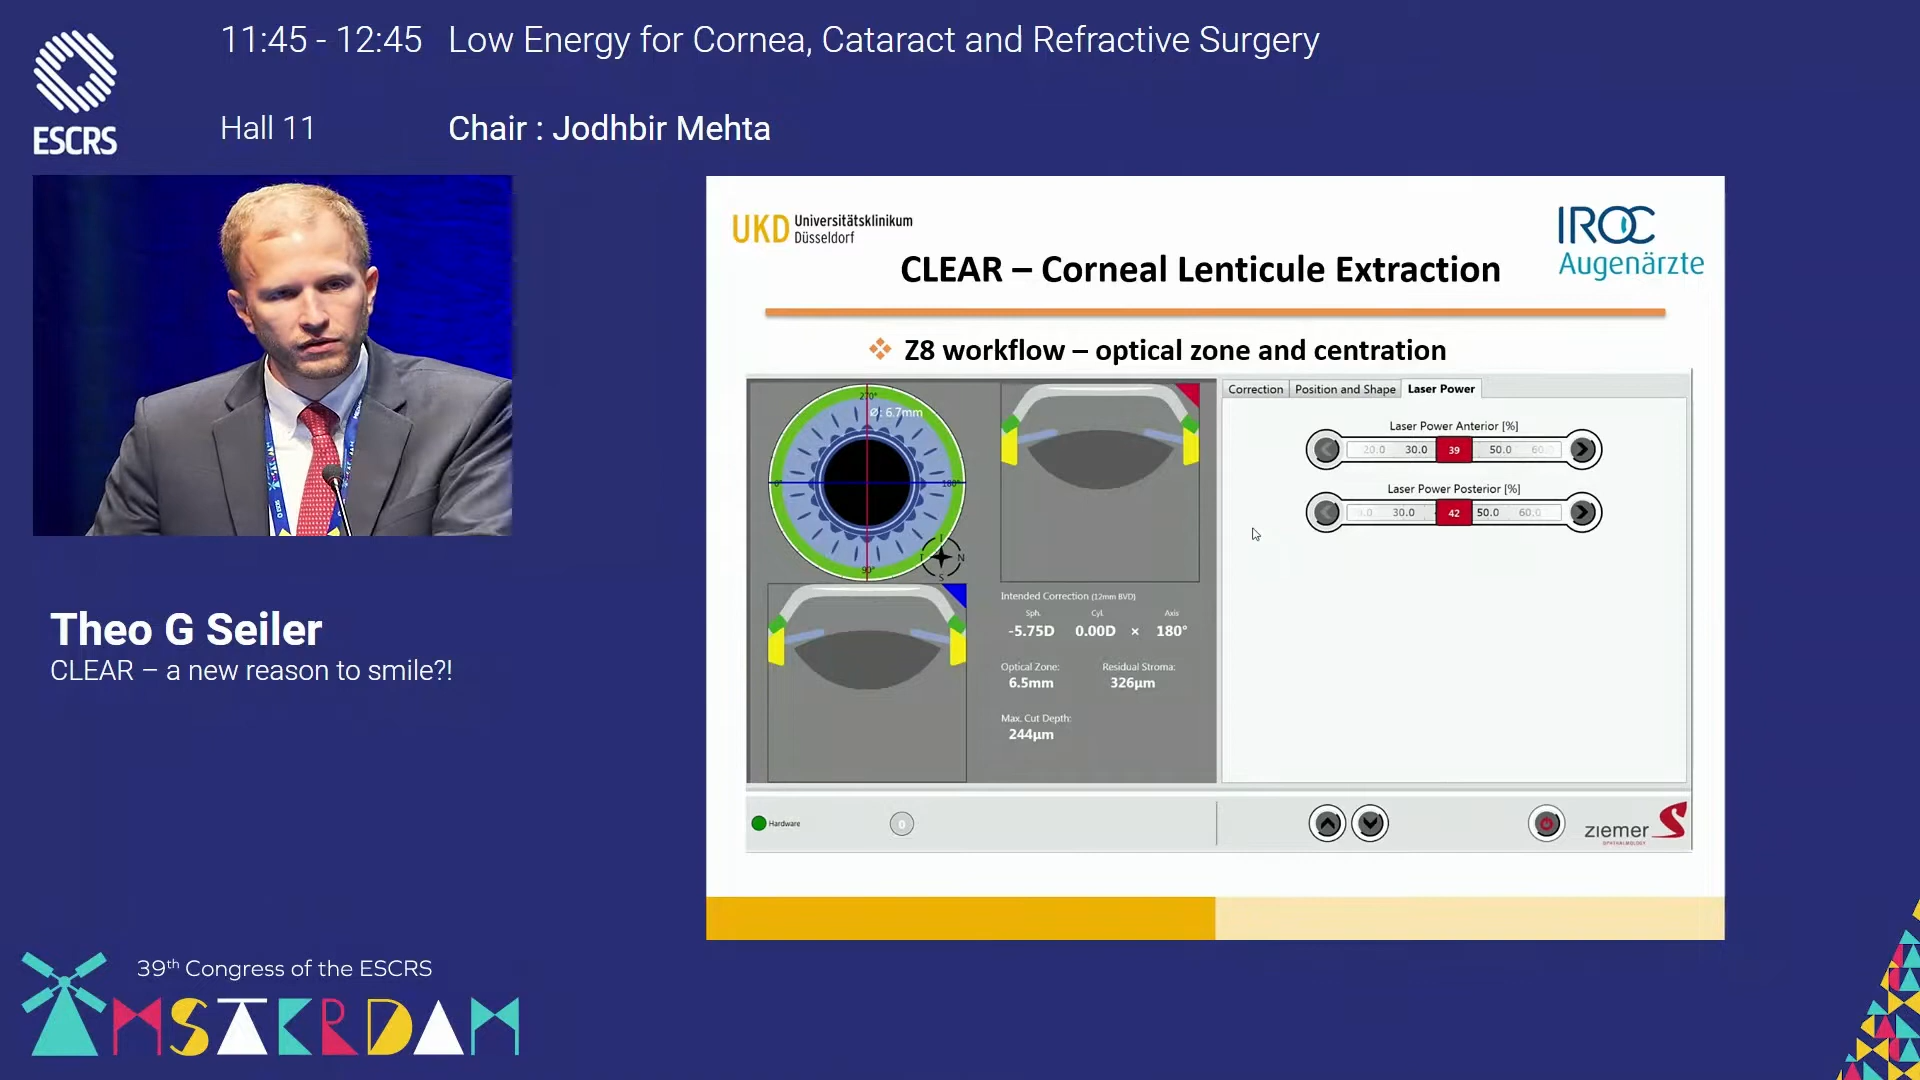 11:45 - 12:45 Low Energy for Cornea, Cataract and Refractive Surgery
ESCRS
Hall 11 Chair : Jodhbir Mehta
UKD Universitätsklinikum
Düsseldorf
IROC
Augenärzte
CLEAR – Corneal Lenticule Extraction
Z8 workflow – optical zone and centration
Correction Position and Shape Laser Power
270°
Ø: 6.7mm
0° 180°
90°
I
T N
S
Laser Power Anterior [%]
20.0 30.0 39 50.0 60.0
Laser Power Posterior [%]
30.0 42 50.0 60.0
Intended Correction (12mm BVD)
Sph. Cyl. Axis
-5.75D 0.00D × 180°
Optical Zone: Residual Stroma:
6.5mm 326µm
Max. Cut Depth:
244µm
Hardware 0
ziemer
OPHTHALMOLOGY
Theo G Seiler
CLEAR – a new reason to smile?!
39th Congress of the ESCRS
AMSTERDAM